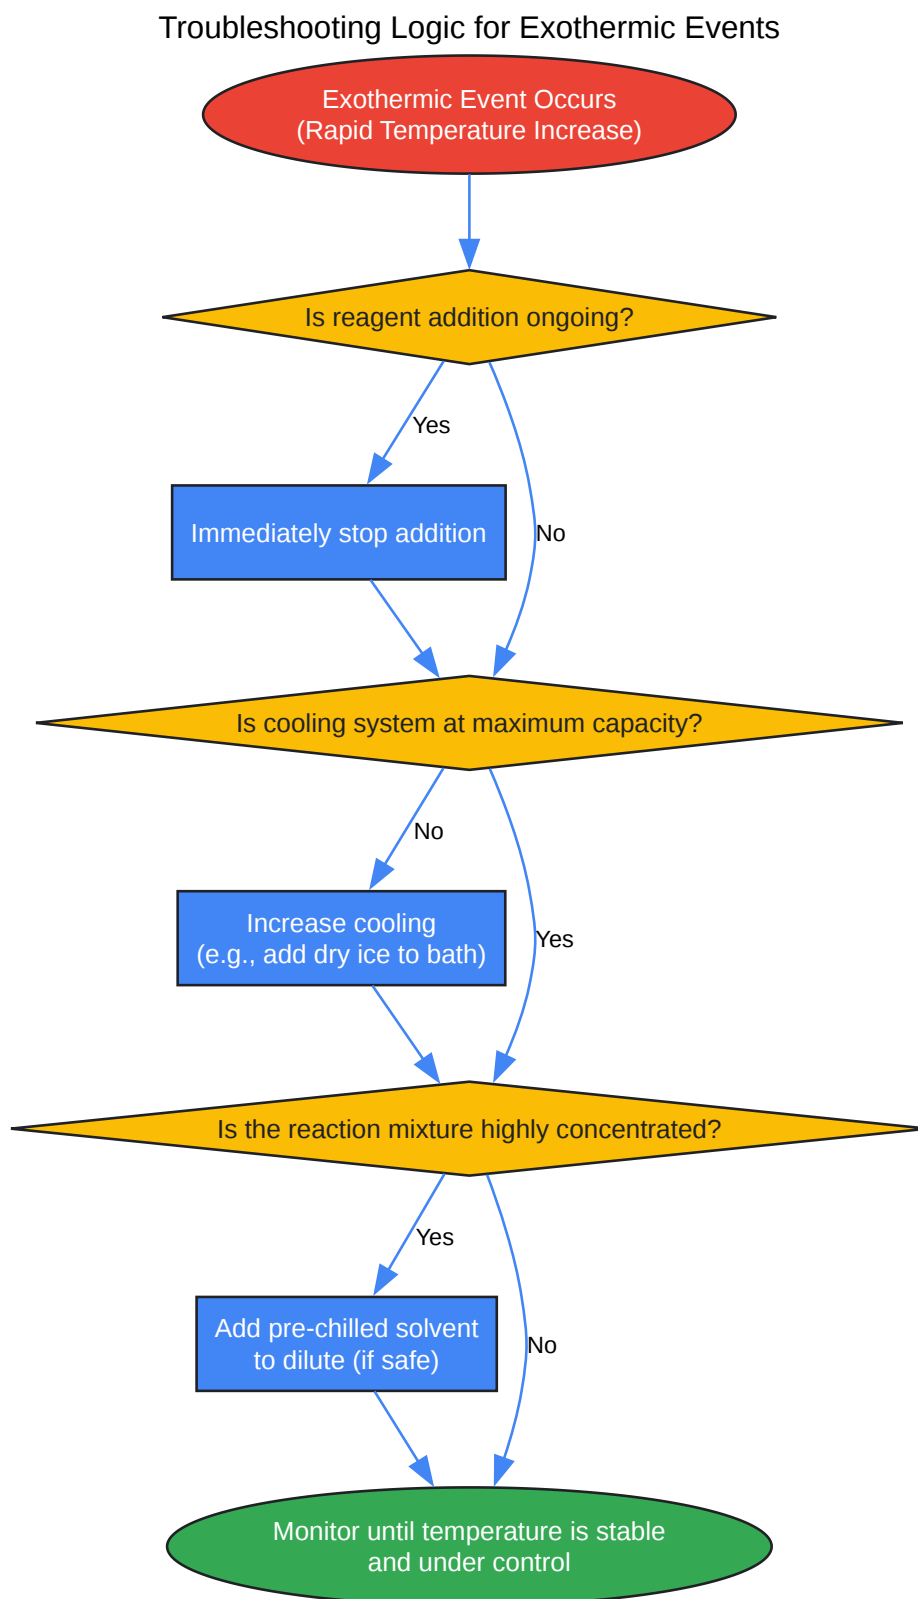 Troubleshooting Logic for Exothermic Events
Exothermic Event Occurs
(Rapid Temperature Increase)
Is reagent addition ongoing?
Yes
Immediately stop addition
No
Is cooling system at maximum capacity?
No
Increase cooling
(e.g., add dry ice to bath)
Yes
Is the reaction mixture highly concentrated?
Yes
Add pre-chilled solvent
to dilute (if safe)
No
Monitor until temperature is stable
and under control